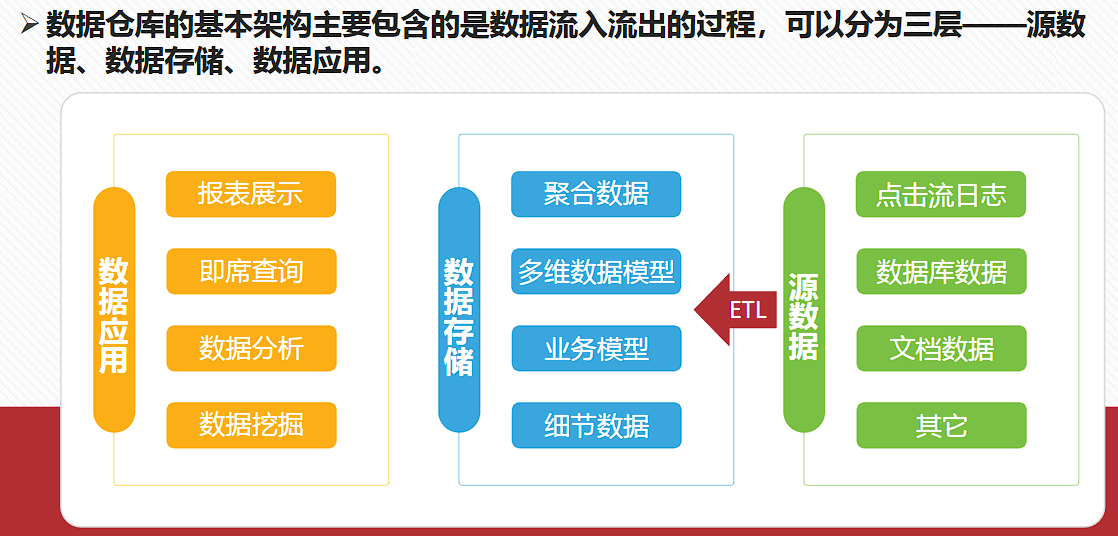 数据仓库的基本架构主要包含的是数据流入流出的过程，可以分为三层——源数
据、数据存储、数据应用。
数据应用
报表展示
即席查询
数据分析
数据挖掘
数据存储
聚合数据
多维数据模型
业务模型
细节数据
ETL
源数据
点击流日志
数据库数据
文档数据
其它